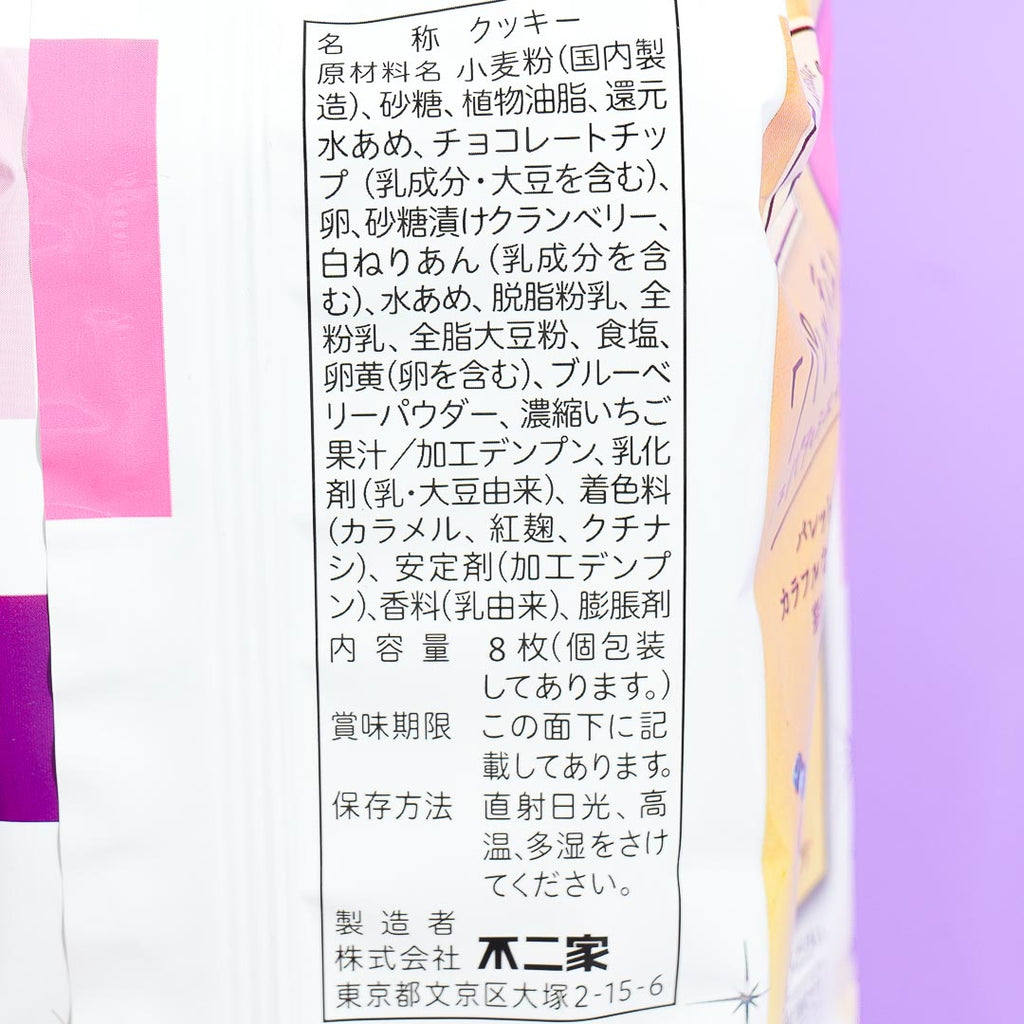 名 称 クッキー
原材料名 小麦粉(国内製
造)、砂糖、植物油脂、還元
水あめ、チョコレートチッ
プ(乳成分・大豆を含む)、
卵、砂糖漬けクランベリー、
白ねりあん(乳成分を含
む)、水あめ、脱脂粉乳、全
粉乳、全脂大豆粉、食塩、
卵黄(卵を含む)、ブルーベ
リーパウダー、濃縮いちご
果汁/加工デンプン、乳化
剤(乳・大豆由来)、着色料
(カラメル、紅麹、クチナ
シ)、安定剤(加工デンプ
ン)、香料(乳由来)、膨脹剤
内容量 8枚(個包装
してあります。)
賞味期限 この面下に記
載してあります。
保存方法 直射日光、高
温、多湿をさけ
てください。
製造者
株式会社 不二家
東京都文京区大塚2-15-6